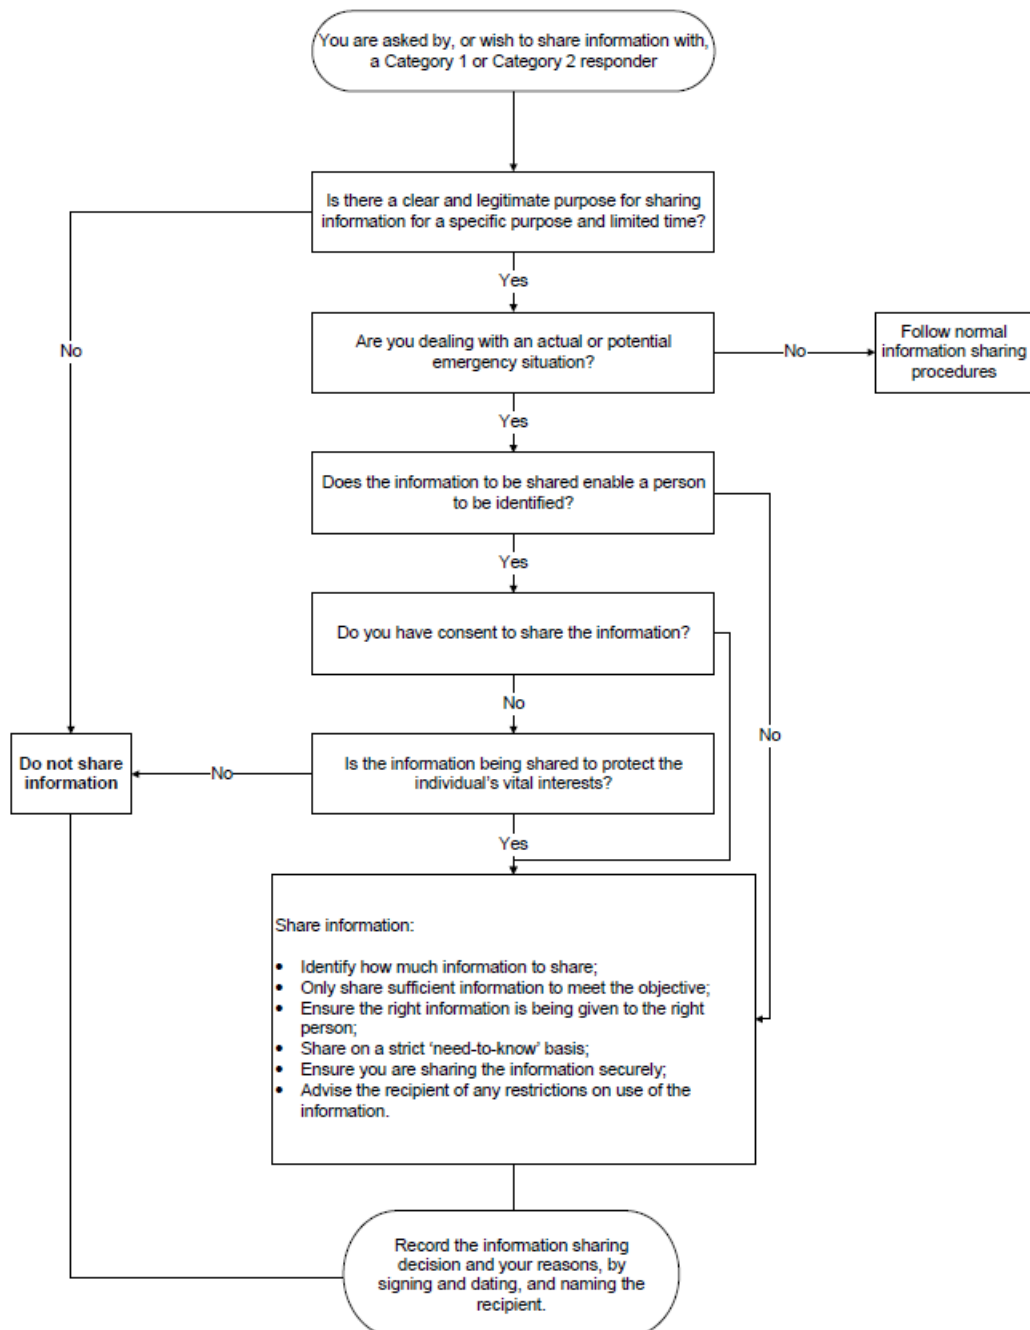 You are asked by, or wish to share information with,
a Category 1 or Category 2 responder
Is there a clear and legitimate purpose for sharing
information for a specific purpose and limited time?
Yes
No
Are you dealing with an actual or potential
emergency situation?
No
Follow normal
information sharing
procedures
Yes
Does the information to be shared enable a person
to be identified?
Yes
Do you have consent to share the information?
No
No
Do not share
information
No
Is the information being shared to protect the
individual's vital interests?
Yes
Share information:
• Identify how much information to share;
• Only share sufficient information to meet the objective;
• Ensure the right information is being given to the right
person;
• Share on a strict 'need-to-know' basis;
• Ensure you are sharing the information securely;
• Advise the recipient of any restrictions on use of the
information.
Record the information sharing
decision and your reasons, by
signing and dating, and naming the
recipient.